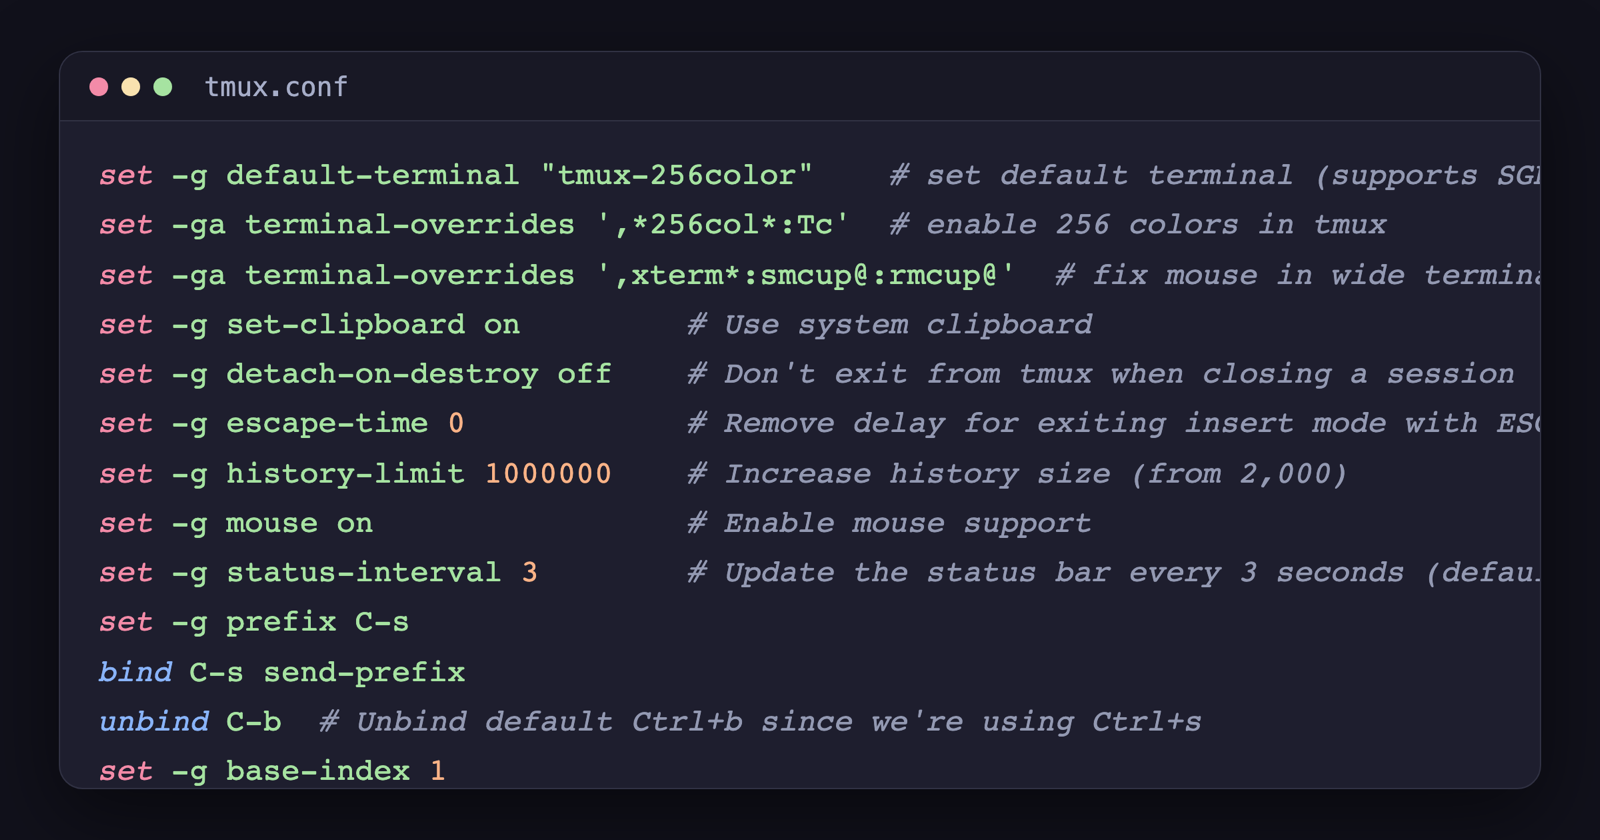 tmux.conf
set -g default-terminal "tmux-256color"    # set default terminal (supports
set -ga terminal-overrides ',*256col*:Tc'  # enable 256 colors in tmux
set -ga terminal-overrides ',xterm*:smcup@:rmcup@'  # fix mouse in wide
set -g set-clipboard on         # Use system clipboard
set -g detach-on-destroy off    # Don't exit from tmux when closing a session
set -g escape-time 0            # Remove delay for exiting insert mode with ESC
set -g history-limit 1000000    # Increase history size (from 2,000)
set -g mouse on                 # Enable mouse support
set -g status-interval 3        # Update the status bar every 3 seconds
set -g prefix C-s
bind C-s send-prefix
unbind C-b  # Unbind default Ctrl+b since we're using Ctrl+s
set -g base-index 1